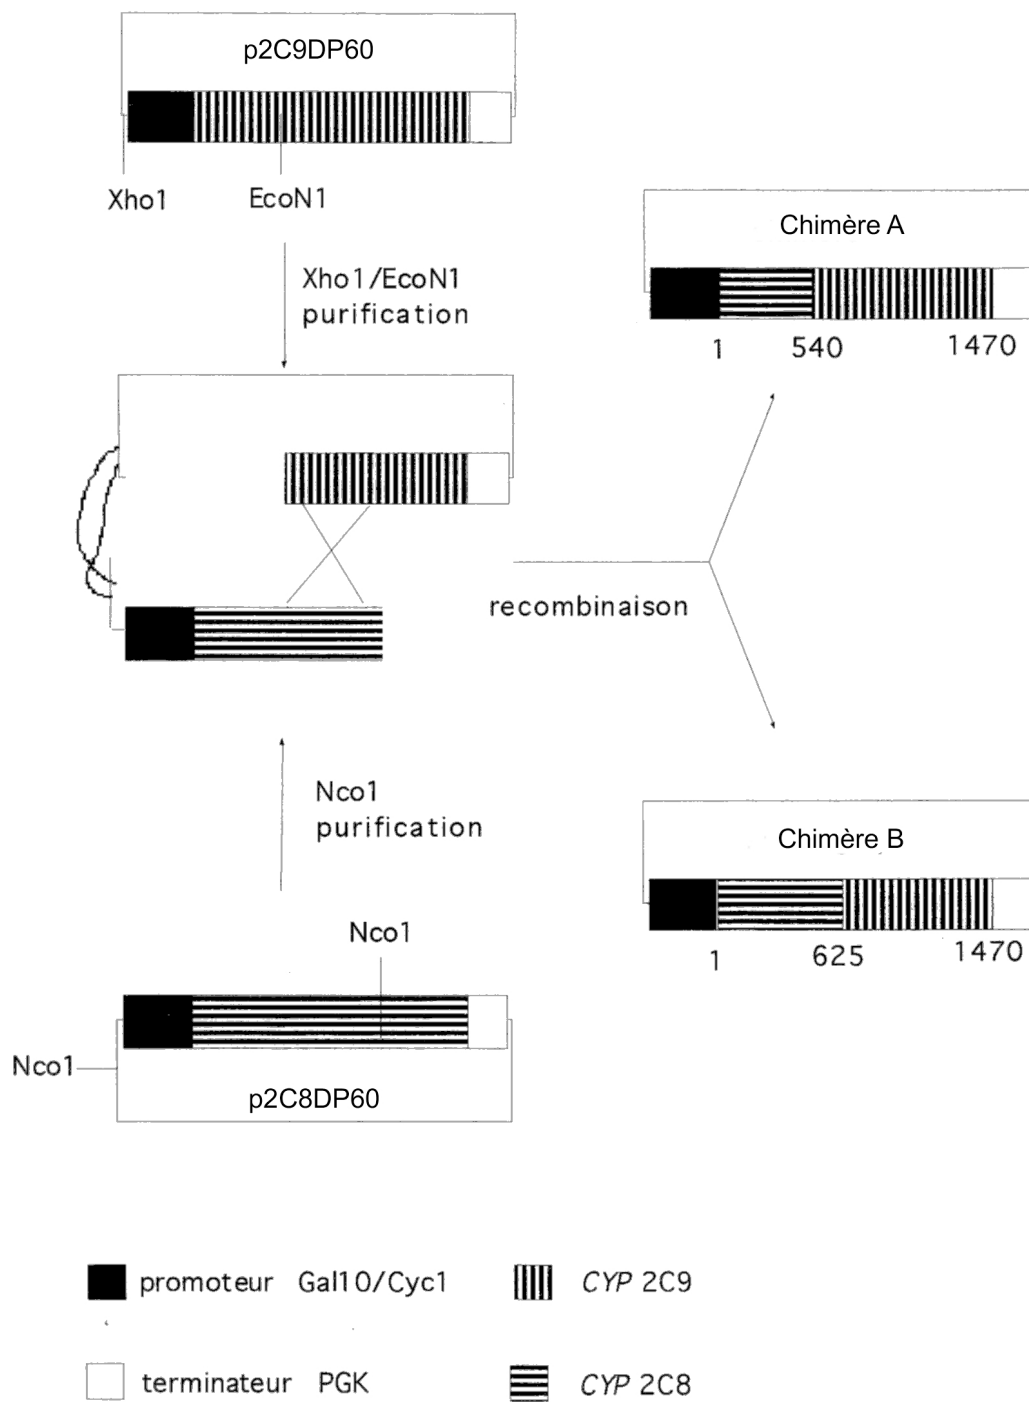 p2C9DP60
Xho1
EcoN1
Xho1/EcoN1
purification
Chimère A
1
540
1470
recombinaison
Nco1
purification
Chimère B
1
625
1470
Nco1
Nco1
p2C8DP60
promoteur Gal10/Cyc1
CYP 2C9
terminateur PGK
CYP 2C8